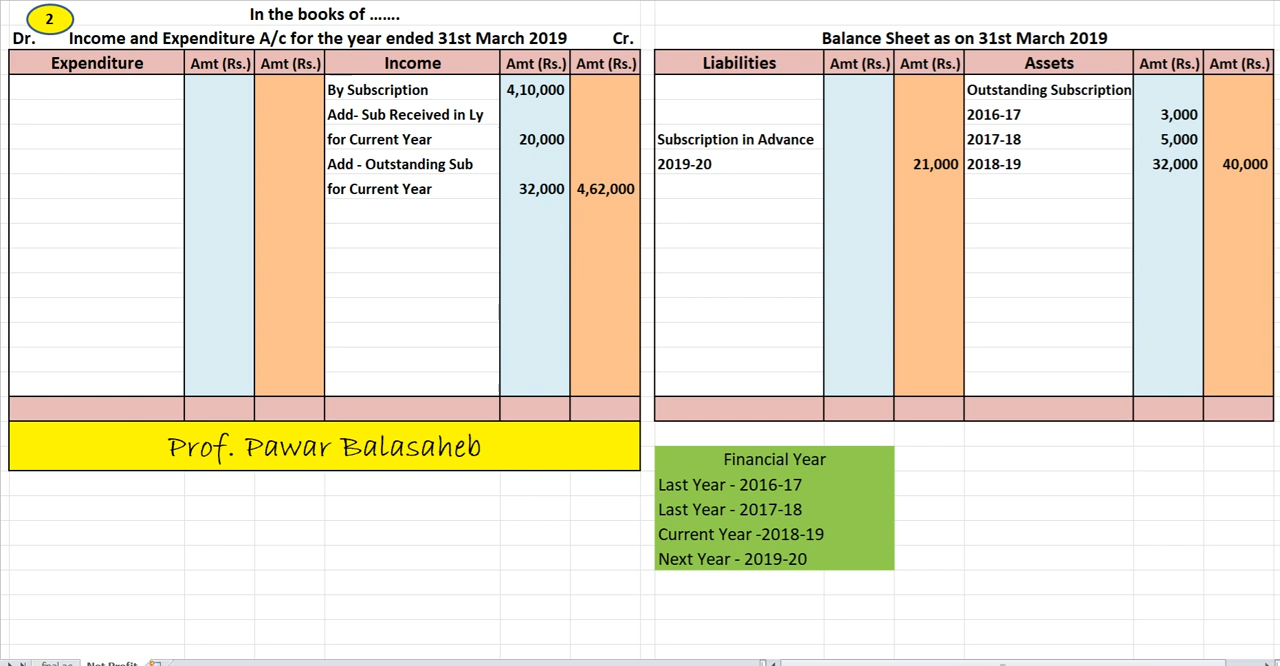 2
In the books of .......
Dr. Income and Expenditure A/c for the year ended 31st March 2019 Cr.
Expenditure Amt (Rs.) Amt (Rs.) Income Amt (Rs.) Amt (Rs.)
By Subscription 4,10,000
Add- Sub Received in Ly
for Current Year 20,000
Add - Outstanding Sub
for Current Year 32,000 4,62,000
Prof. Pawar Balasaheb
Balance Sheet as on 31st March 2019
Liabilities Amt (Rs.) Amt (Rs.) Assets Amt (Rs.) Amt (Rs.)
Outstanding Subscription
2016-17 3,000
Subscription in Advance 2017-18 5,000
2019-20 21,000 2018-19 32,000 40,000
Financial Year
Last Year - 2016-17
Last Year - 2017-18
Current Year -2018-19
Next Year - 2019-20
Net Profit